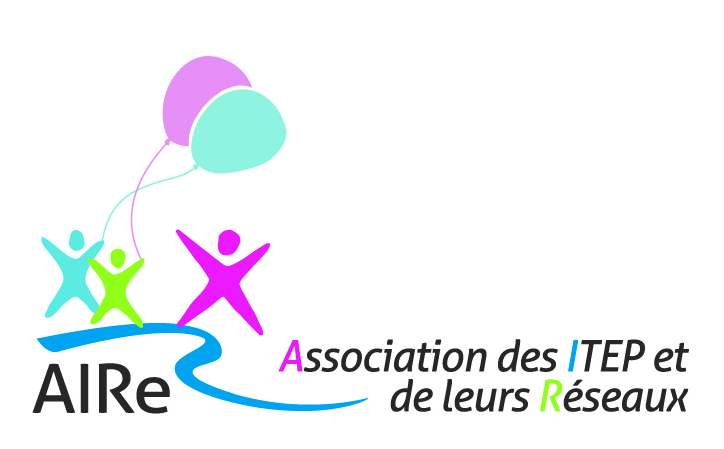 AIRe
Association des ITEP et
de leurs Réseaux